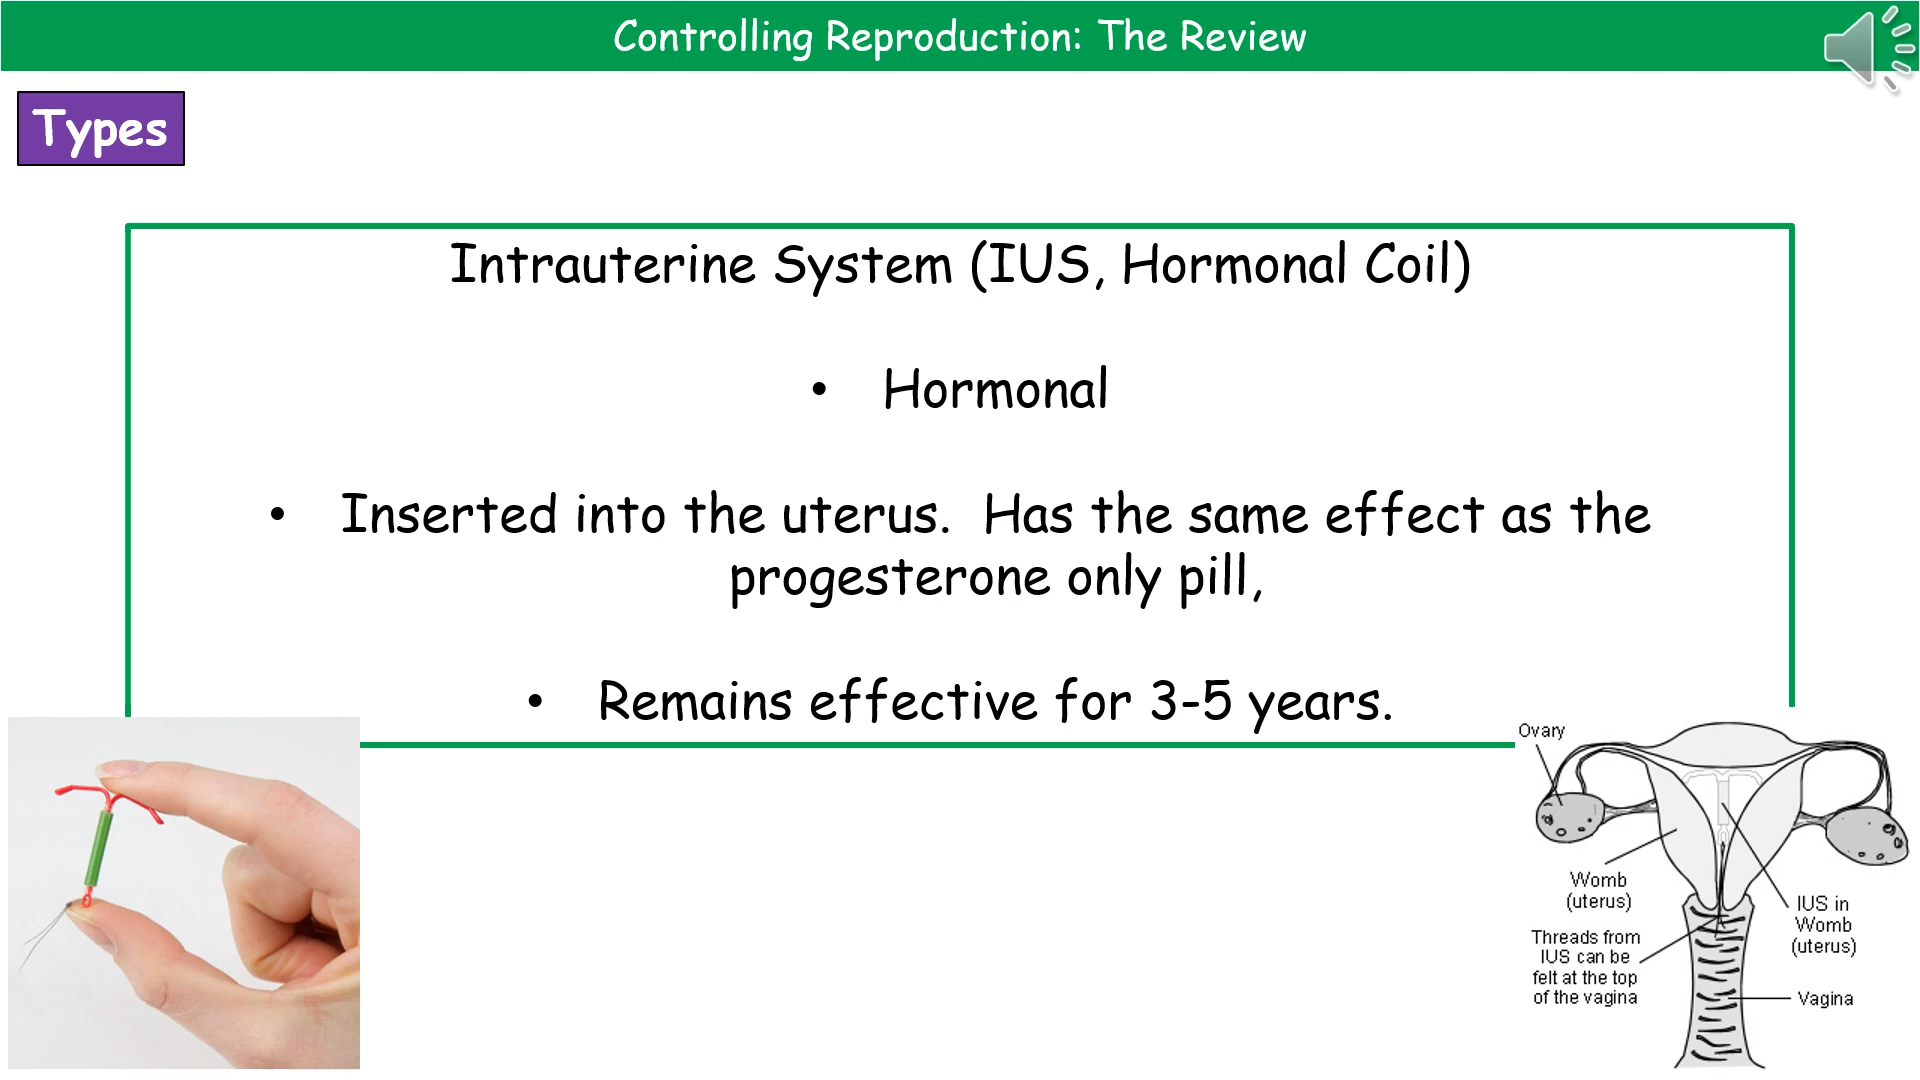 Controlling Reproduction: The Review
Types
Intrauterine System (IUS, Hormonal Coil)
• Hormonal
• Inserted into the uterus. Has the same effect as the
progesterone only pill,
• Remains effective for 3-5 years.
Ovary
Womb
(uterus)
IUS in
Womb
(uterus)
Threads from
IUS can be
felt at the top
of the vagina
Vagina